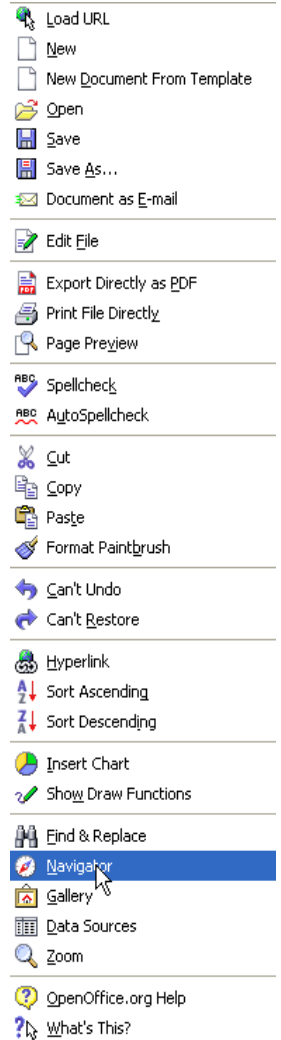 Load URL
New
New Document From Template
Open
Save
Save As...
Document as E-mail
Edit File
Export Directly as PDF
Print File Directly
Page Preview
Spellcheck
AutoSpellcheck
Cut
Copy
Paste
Format Paintbrush
Can't Undo
Can't Restore
Hyperlink
Sort Ascending
Sort Descending
Insert Chart
Show Draw Functions
Find & Replace
Navigator
Gallery
Data Sources
Zoom
OpenOffice.org Help
What's This?